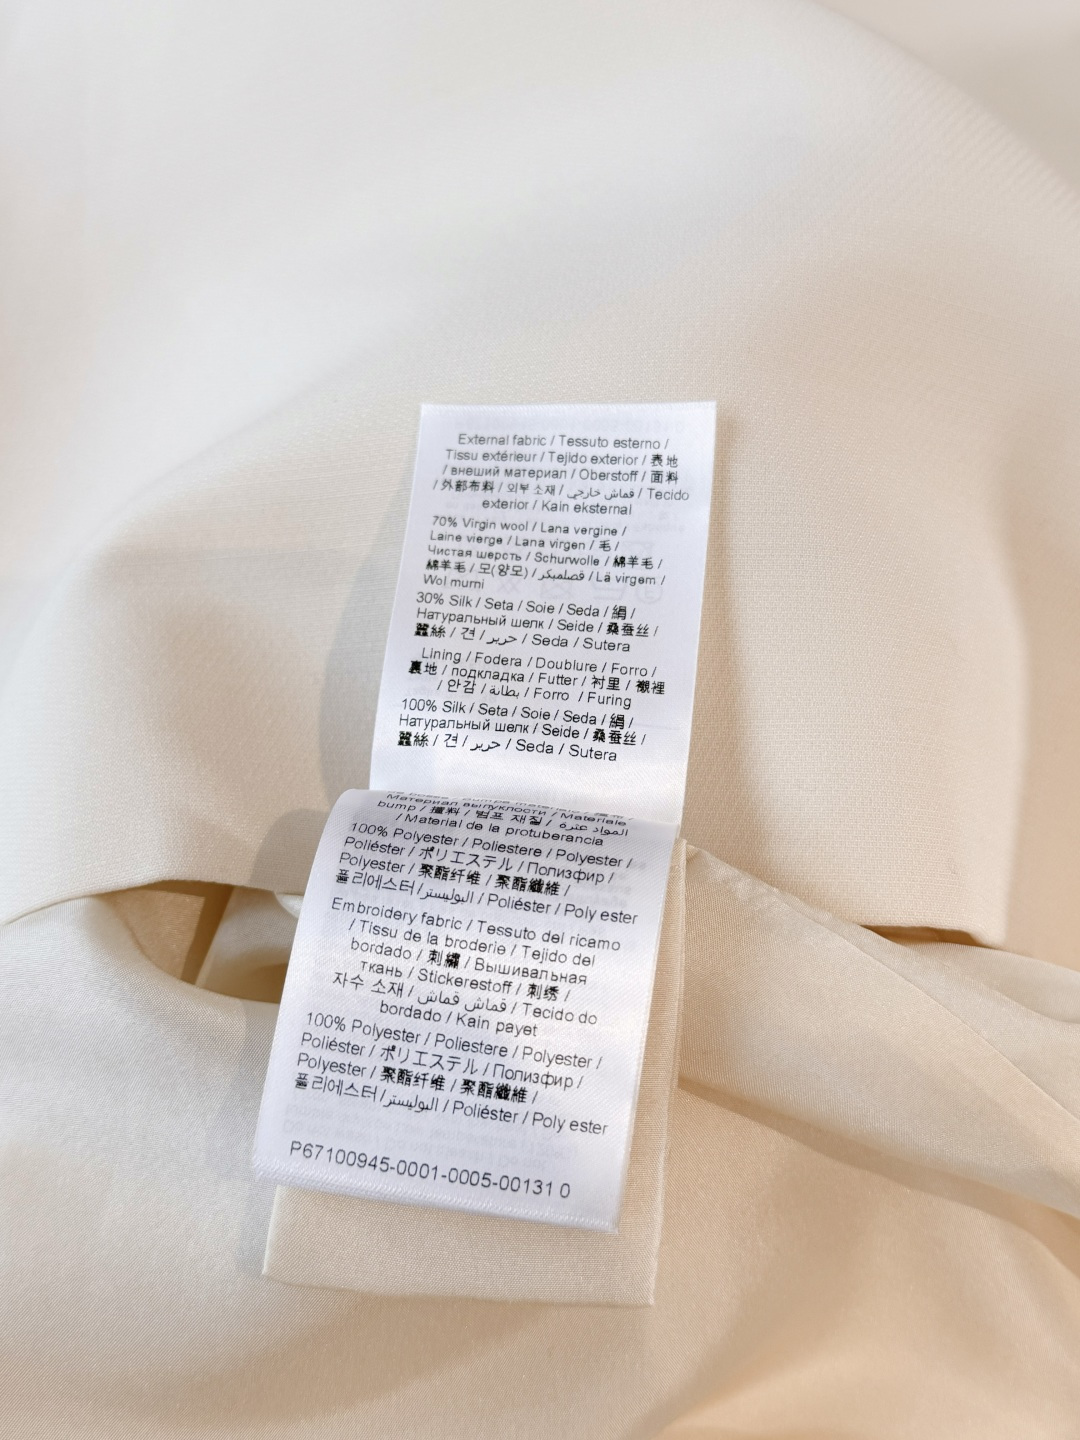 External fabric / Tessuto esterno /
Tissu extérieur / Tejido exterior / 表地
/ внешний материал / Oberstoff / 面料
/ 外部布料 / 외부 소재 / قماش خارجي / Tecido
exterior / Kain eksternal
70% Virgin wool / Lana vergine /
Laine vierge / Lana virgen / 毛 /
Чистая шерсть / Schurwolle / 綿羊毛 /
綿羊毛 / 모(양모) / قصلمبكر / Lã virgem /
Wol murni
30% Silk / Seta / Soie / Seda / 絹 /
Натуральный шелк / Seide / 桑蚕丝 /
蠶絲 / 견 / حرير / Seda / Sutera
Lining / Fodera / Doublure / Forro /
裏地 / подкладка / Futter / 衬里 / 襯裡
/ 안감 / بطانة / Forro / Furing
100% Silk / Seta / Soie / Seda / 絹 /
Натуральный шелк / Seide / 桑蚕丝 /
蠶絲 / 견 / حرير / Seda / Sutera
Материал выпуклости / Materiale
bump / 撞料 / 범프 재질 / المواد عثرة
/ Material de la protuberancia
100% Polyester / Poliestere / Polyester /
Poliéster / ポリエステル / Полизфир /
Polyester / 聚酯纤维 / 聚酯纖維 /
폴리에스터 / البوليستر / Poliéster / Poly ester
Embroidery fabric / Tessuto del ricamo
/ Tissu de la broderie / Tejido del
bordado / 刺繡 / Вышивальная
ткань / Stickerestoff / 刺绣 /
자수 소재 / قماش قماش / Tecido do
bordado / Kain payet
100% Polyester / Poliestere / Polyester /
Poliéster / ポリエステル / Полизфир /
Polyester / 聚酯纤维 / 聚酯纖維 /
폴리에스터 / البوليستر / Poliéster / Poly ester
P67100945-0001-0005-00131 0